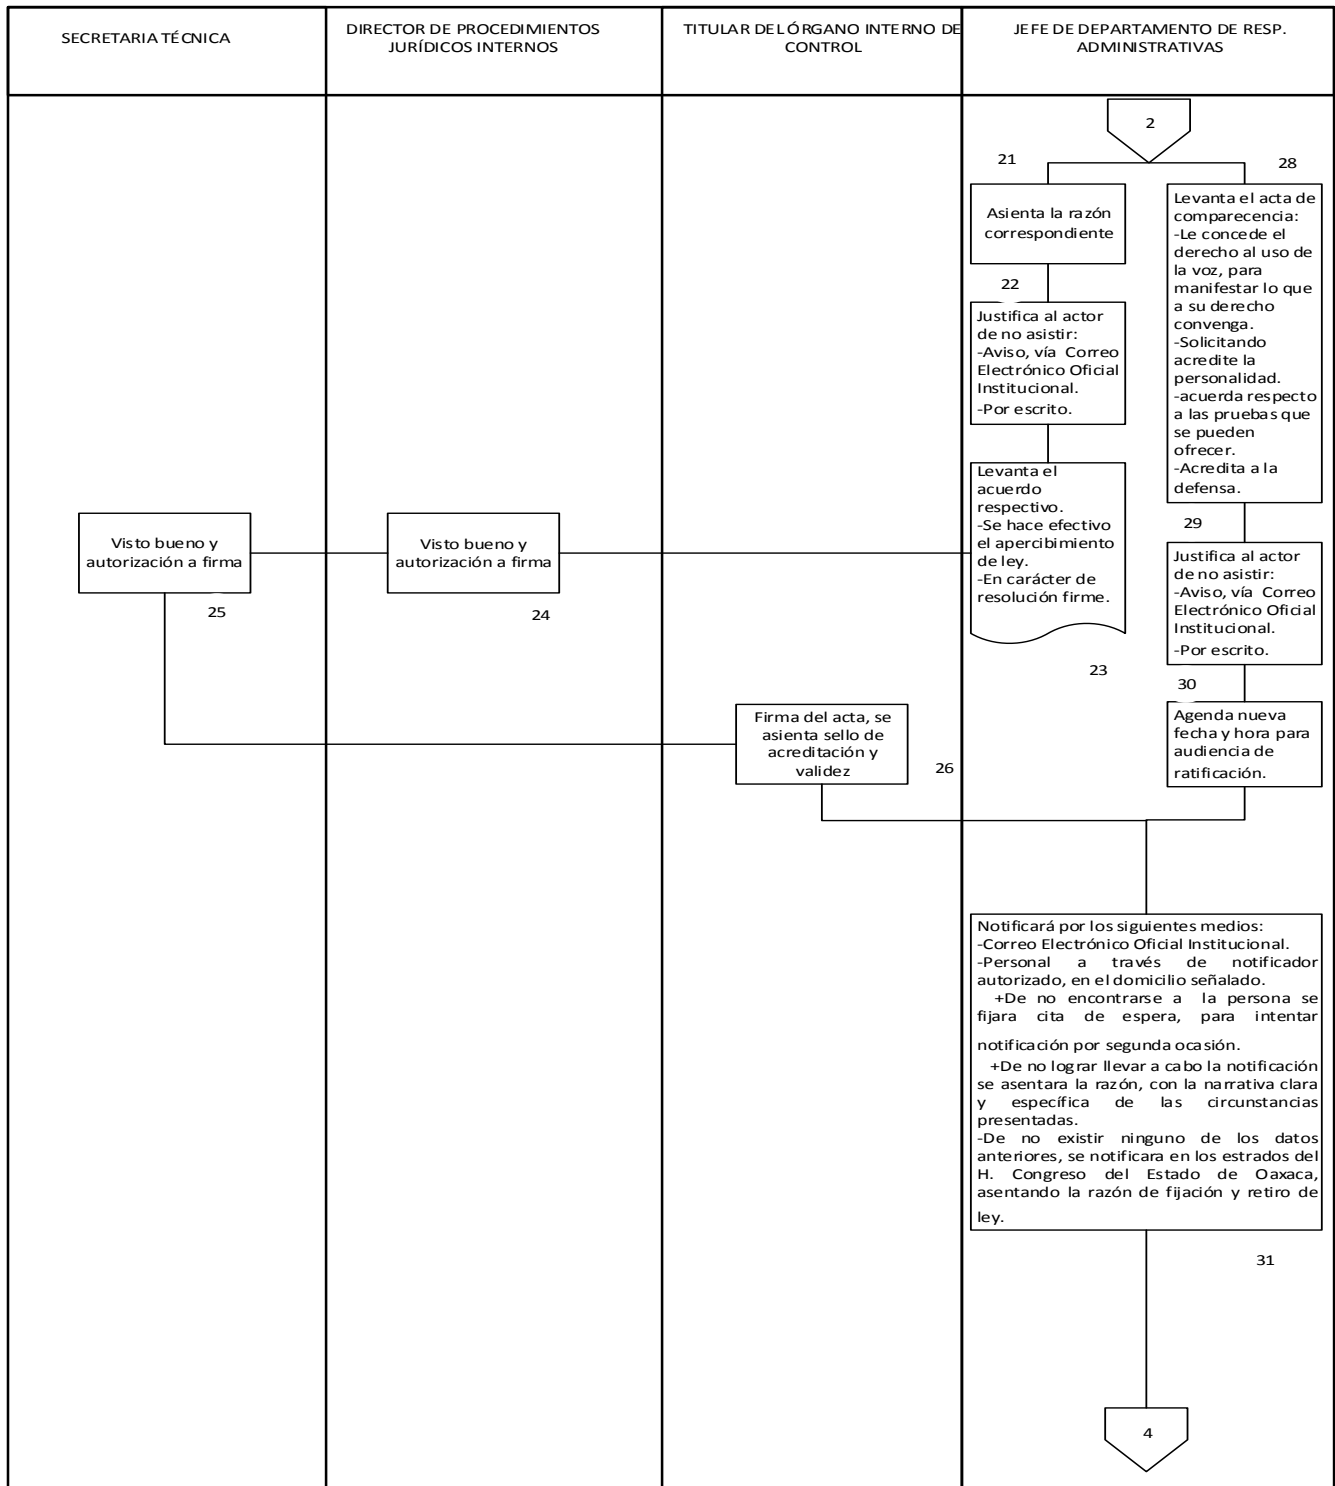 SECRETARIA TÉCNICA
DIRECTOR DE PROCEDIMIENTOS
JURÍDICOS INTERNOS
TITULAR DEL ÓRGANO INTERNO DE
CONTROL
JEFE DE DEPARTAMENTO DE RESP.
ADMINISTRATIVAS
2
21
28
Asienta la razón
correspondiente
22
Justifica al actor
de no asistir:
-Aviso, vía Correo
Electrónico Oficial
Institucional.
-Por escrito.
Levanta el
acuerdo
respectivo.
-Se hace efectivo
el apercibimiento
de ley.
-En carácter de
resolución firme.
23
Visto bueno y
autorización a firma
24
Visto bueno y
autorización a firma
25
Firma del acta, se
asienta sello de
acreditación y
validez
26
Levanta el acta de
comparecencia:
-Le concede el
derecho al uso de
la voz, para
manifestar lo que
a su derecho
convenga.
-Solicitando
acredite la
personalidad.
-acuerda respecto
a las pruebas que
se pueden
ofrecer.
-Acredita a la
defensa.
29
Justifica al actor
de no asistir:
-Aviso, vía Correo
Electrónico Oficial
Institucional.
-Por escrito.
30
Agenda nueva
fecha y hora para
audiencia de
ratificación.
Notificará por los siguientes medios:
-Correo Electrónico Oficial Institucional.
-Personal a través de notificador
autorizado, en el domicilio señalado.
+De no encontrarse a la persona se
fijara cita de espera, para intentar
notificación por segunda ocasión.
+De no lograr llevar a cabo la notificación
se asentara la razón, con la narrativa clara
y específica de las circunstancias
presentadas.
-De no existir ninguno de los datos
anteriores, se notificara en los estrados del
H. Congreso del Estado de Oaxaca,
asentando la razón de fijación y retiro de
ley.
31
4